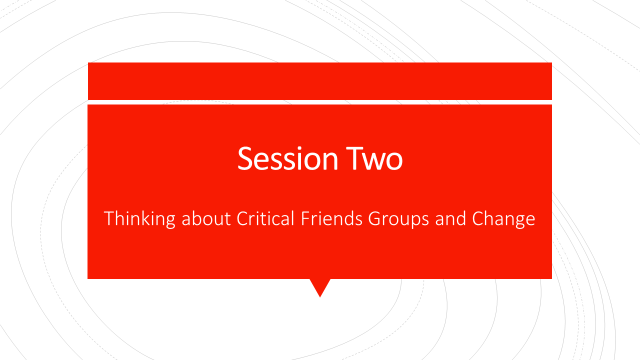 Session Two
Thinking about Critical Friends Groups and Change